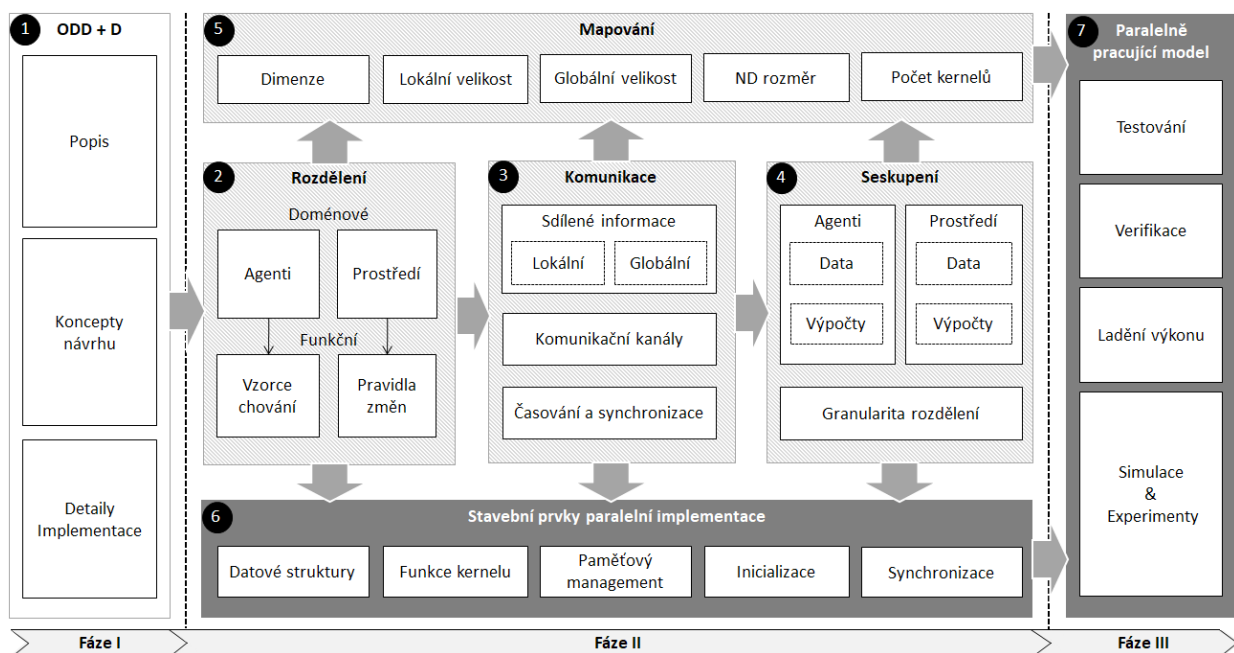 1
ODD + D
Popis
Koncepty
návrhu
Detaily
Implementace
5
Mapování
Dimenze
Lokální velikost
Globální velikost
ND rozměr
Počet kernelů
2
Rozdělení
Doménové
Agenti
Prostředí
Funkční
Vzorce
chování
Pravidla
změn
3
Komunikace
Sdílené informace
Lokální
Globální
Komunikační kanály
Časování a synchronizace
4
Seskupení
Agenti
Data
Výpočty
Prostředí
Data
Výpočty
Granularita rozdělení
6
Stavební prvky paralelní implementace
Datové struktury
Funkce kernelu
Paměťový
management
Inicializace
Synchronizace
7
Paralelně
pracující model
Testování
Verifikace
Ladění výkonu
Simulace
&
Experimenty
Fáze I
Fáze II
Fáze III